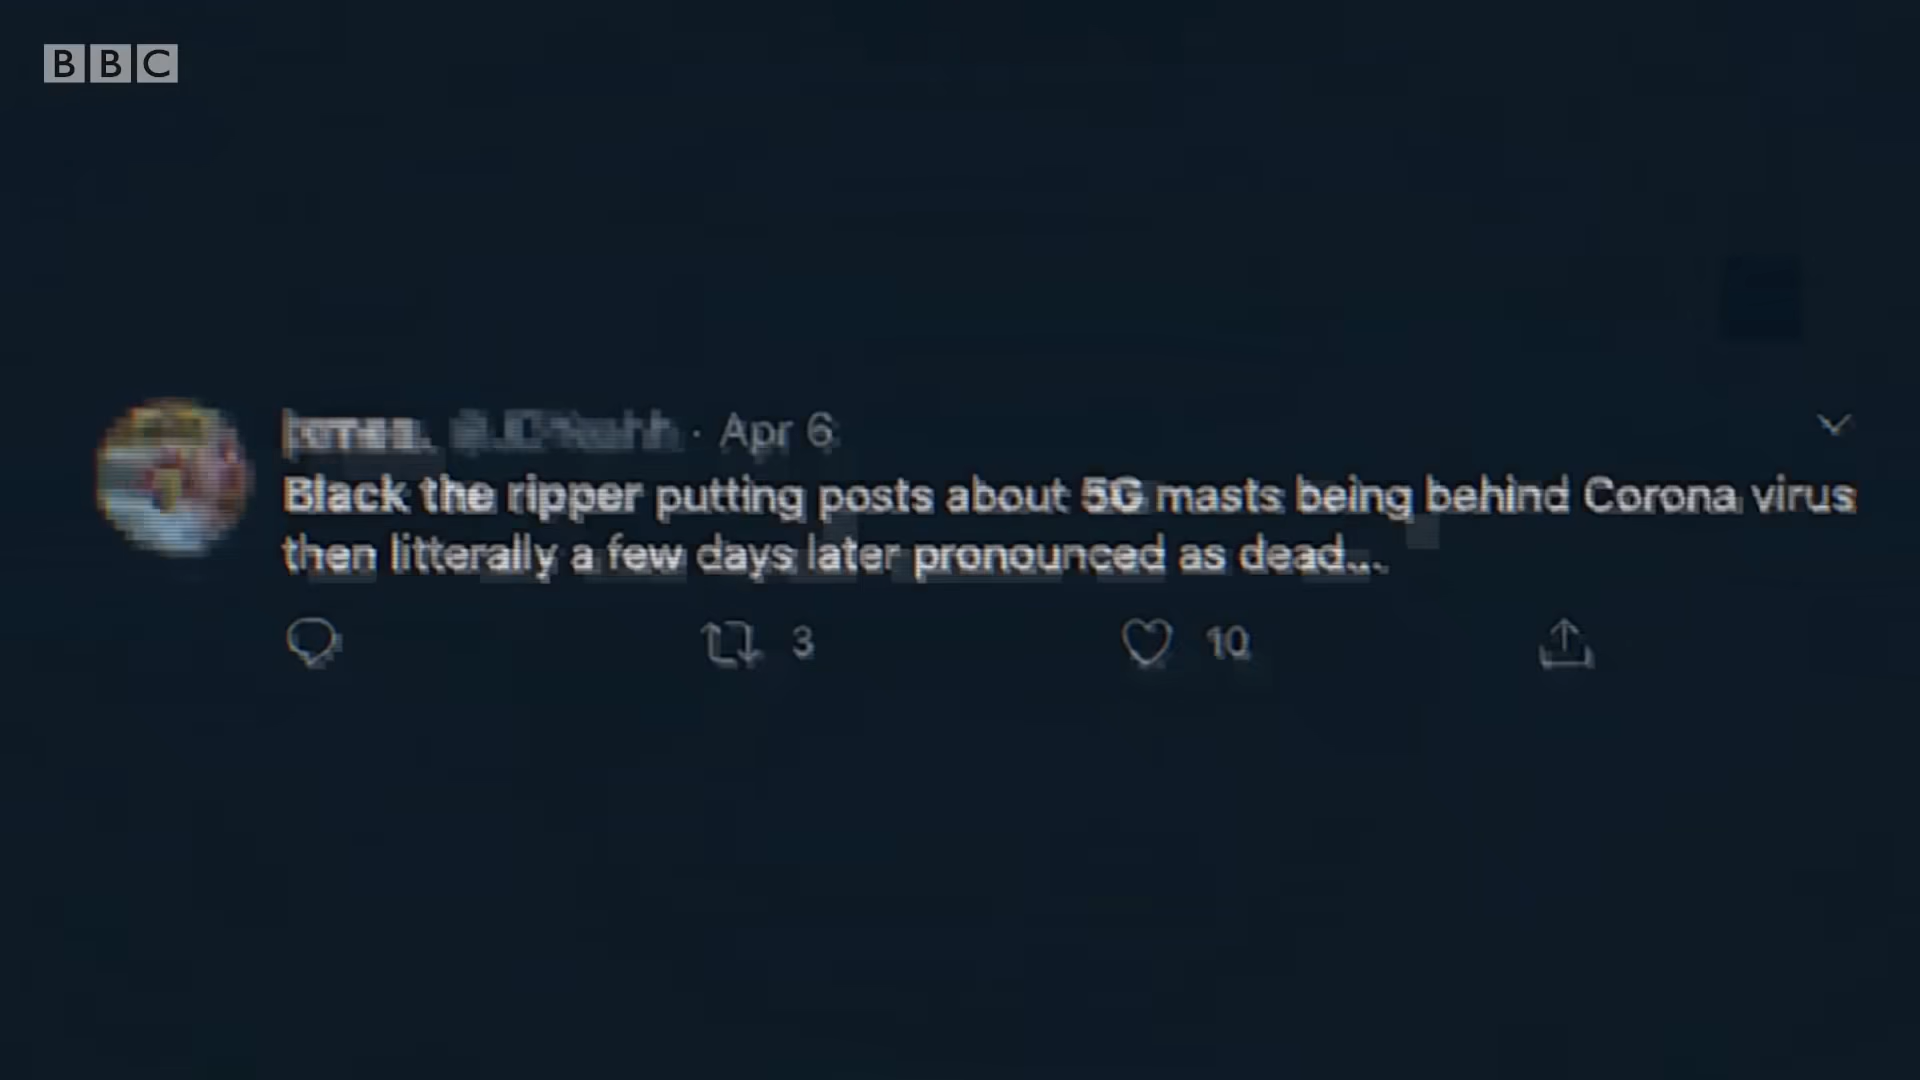 BBC
· Apr 6
Black the ripper putting posts about 5G masts being behind Corona virus
then litterally a few days later pronounced as dead...
3
10